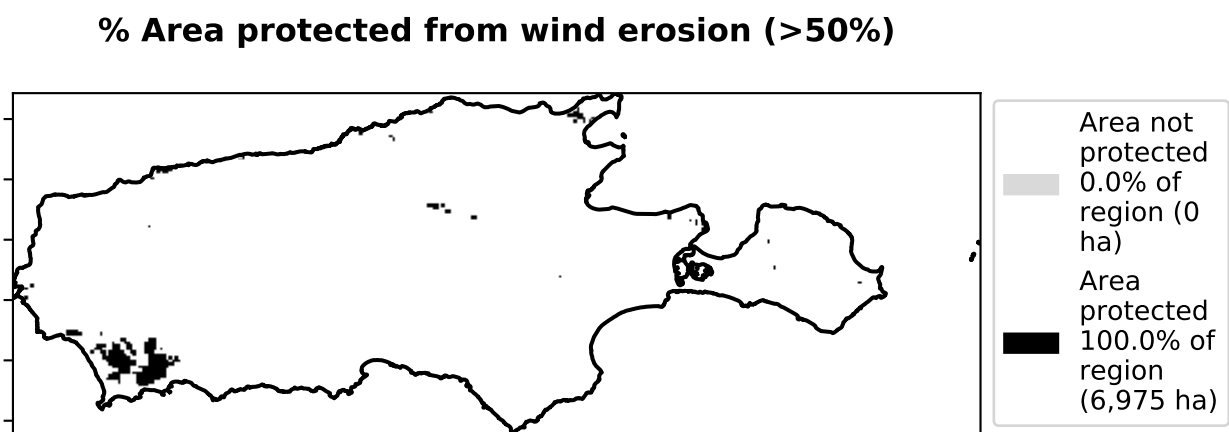 % Area protected from wind erosion (>50%)
Area not
protected
0.0% of
region (0
ha)
Area
protected
100.0% of
region
(6,975 ha)